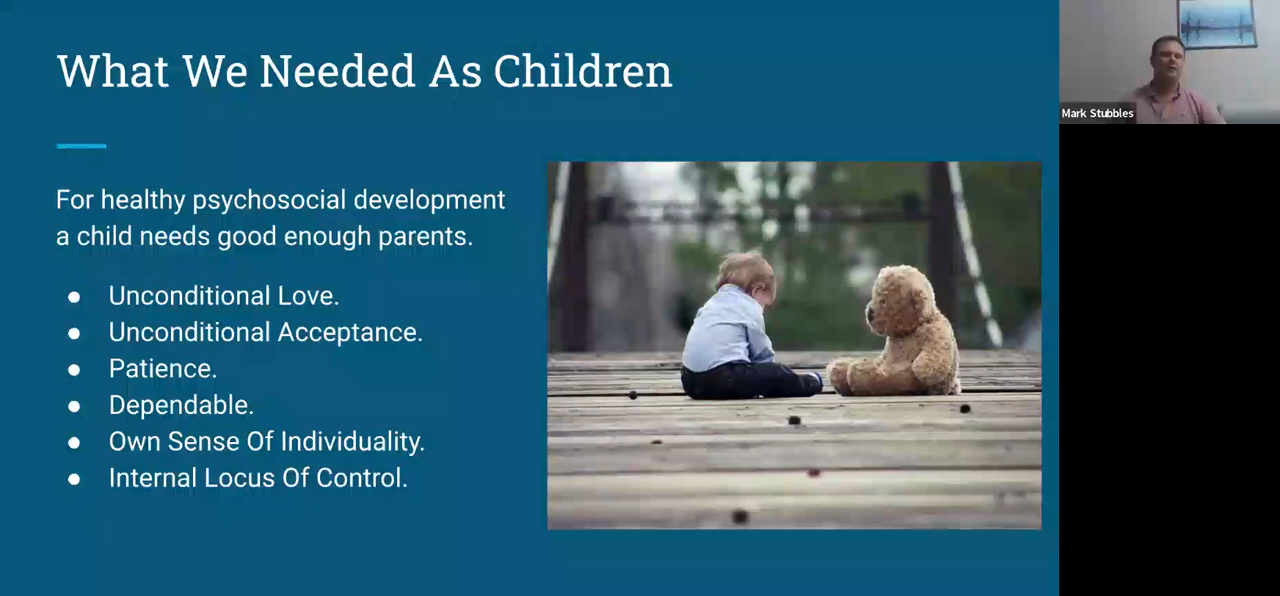 What We Needed As Children
For healthy psychosocial development
a child needs good enough parents.
● Unconditional Love.
● Unconditional Acceptance.
● Patience.
● Dependable.
● Own Sense Of Individuality.
● Internal Locus Of Control.
Mark Stubbles